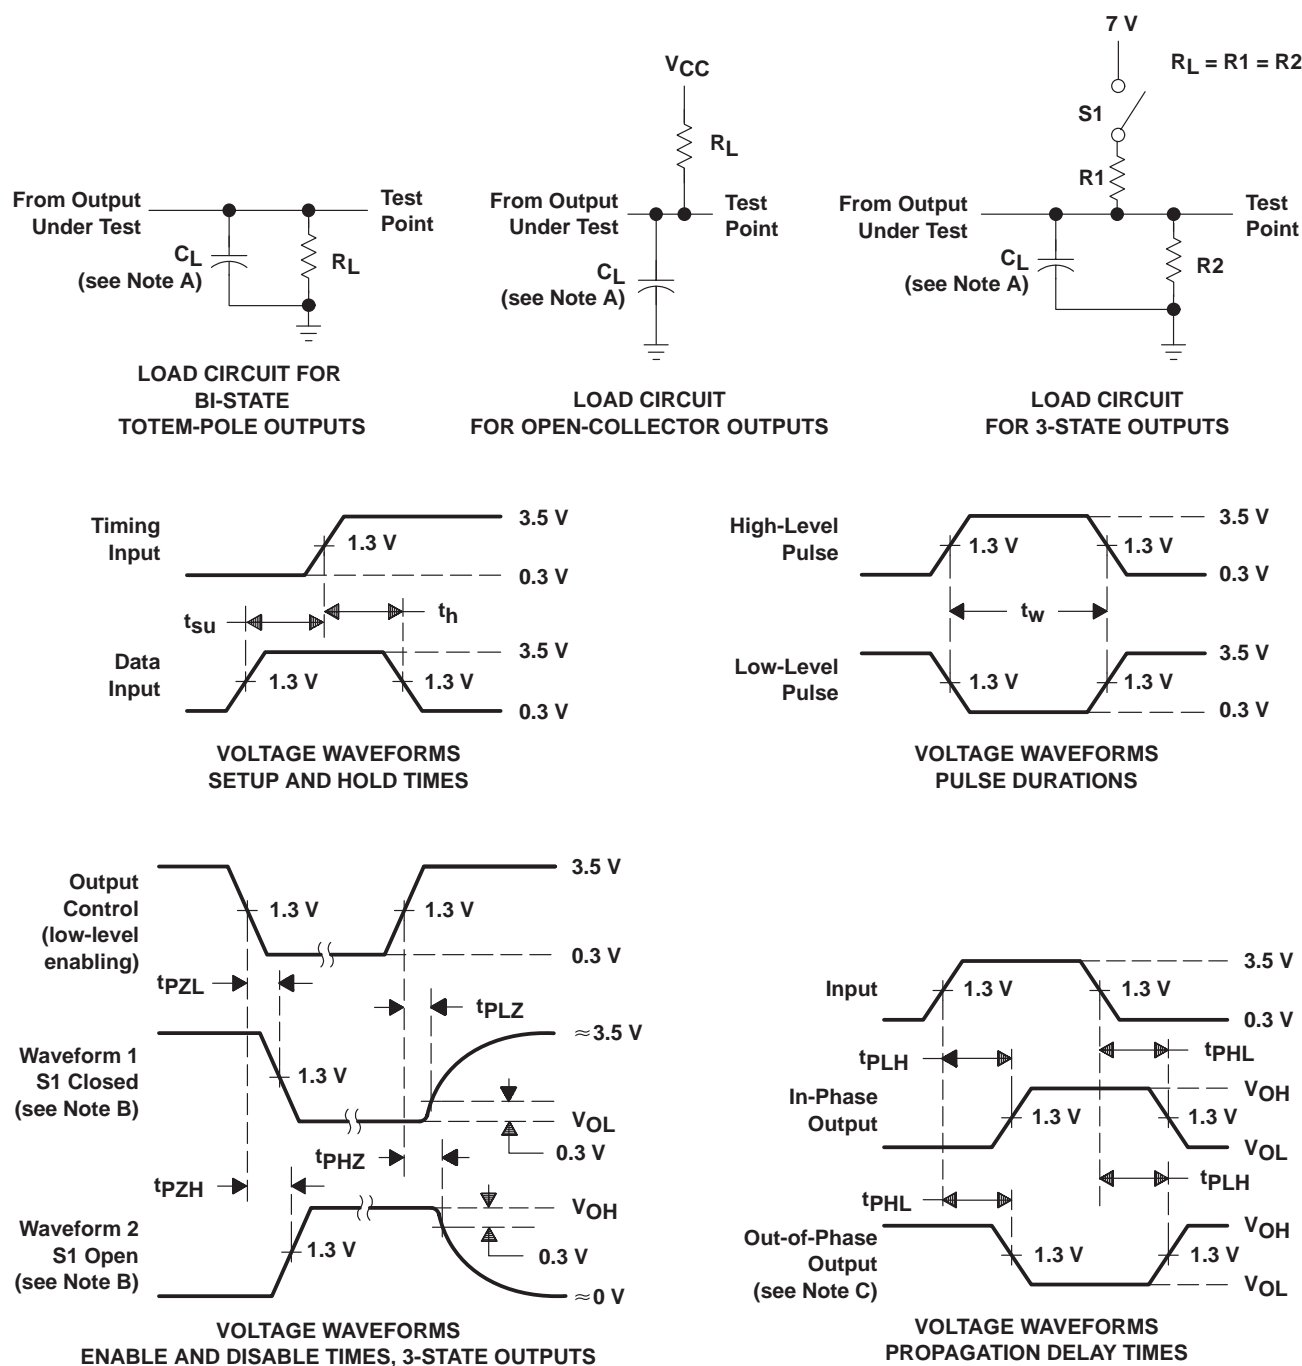 7 V
RL = R1 = R2
S1
R1
From Output
Under Test
Test
Point
CL
(see Note A)
RL
LOAD CIRCUIT FOR
BI-STATE
TOTEM-POLE OUTPUTS
VCC
RL
From Output
Under Test
Test
Point
CL
(see Note A)
LOAD CIRCUIT
FOR OPEN-COLLECTOR OUTPUTS
From Output
Under Test
Test
Point
CL
(see Note A)
R2
LOAD CIRCUIT
FOR 3-STATE OUTPUTS
Timing
Input
1.3 V
3.5 V
0.3 V
tsu
th
Data
Input
1.3 V
1.3 V
3.5 V
0.3 V
VOLTAGE WAVEFORMS
SETUP AND HOLD TIMES
High-Level
Pulse
1.3 V
1.3 V
3.5 V
0.3 V
tw
Low-Level
Pulse
1.3 V
1.3 V
3.5 V
0.3 V
VOLTAGE WAVEFORMS
PULSE DURATIONS
Output
Control
(low-level
enabling)
1.3 V
1.3 V
3.5 V
0.3 V
tPZL
tPLZ
Waveform 1
S1 Closed
(see Note B)
1.3 V
≈3.5 V
VOL
0.3 V
tPHZ
tPZH
Waveform 2
S1 Open
(see Note B)
1.3 V
VOH
0.3 V
≈0 V
VOLTAGE WAVEFORMS
ENABLE AND DISABLE TIMES, 3-STATE OUTPUTS
Input
1.3 V
1.3 V
3.5 V
0.3 V
tPLH
tPHL
In-Phase
Output
1.3 V
1.3 V
VOH
VOL
tPHL
tPLH
Out-of-Phase
Output
(see Note C)
1.3 V
1.3 V
VOH
VOL
VOLTAGE WAVEFORMS
PROPAGATION DELAY TIMES